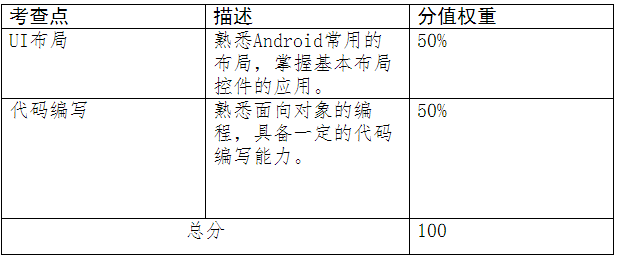 考查点 描述 分值权重
UI布局 熟悉Android常用的 50%
布局，掌握基本布局
控件的应用。
代码编写 熟悉面向对象的编 50%
程，具备一定的代码
编写能力。
总分 100